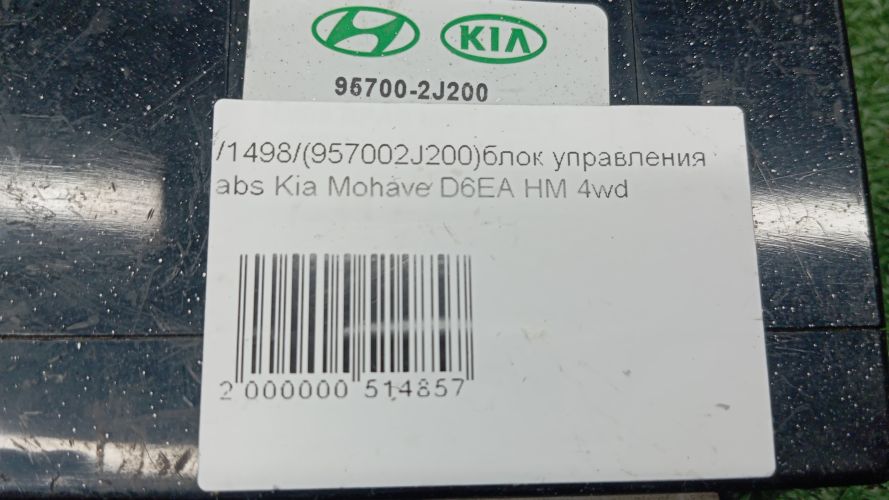 KIA
95700-2J200
/1498/(957002J200)блок управления
abs Kia Mohave D6EA HM 4wd
2 000000 514857